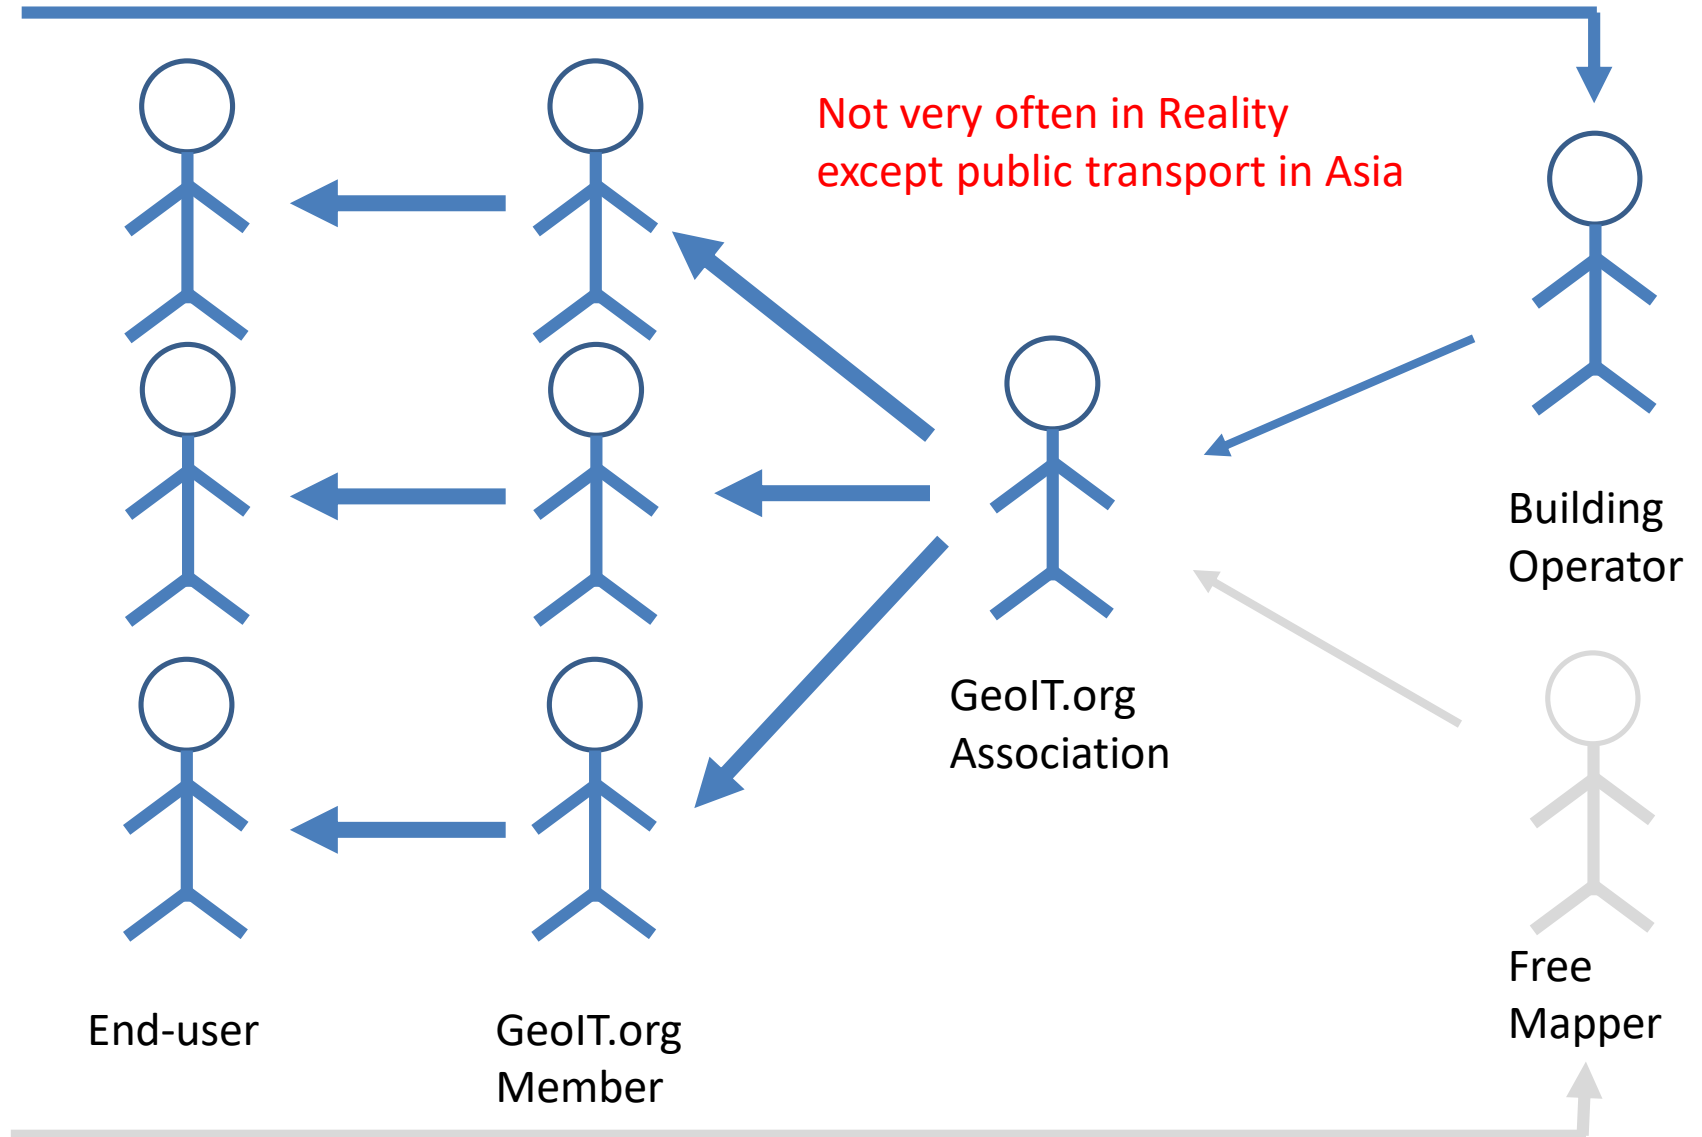 Not very often in Reality
except public transport in Asia
Building
Operator
GeoIT.org
Association
Free
Mapper
End-user
GeoIT.org
Member